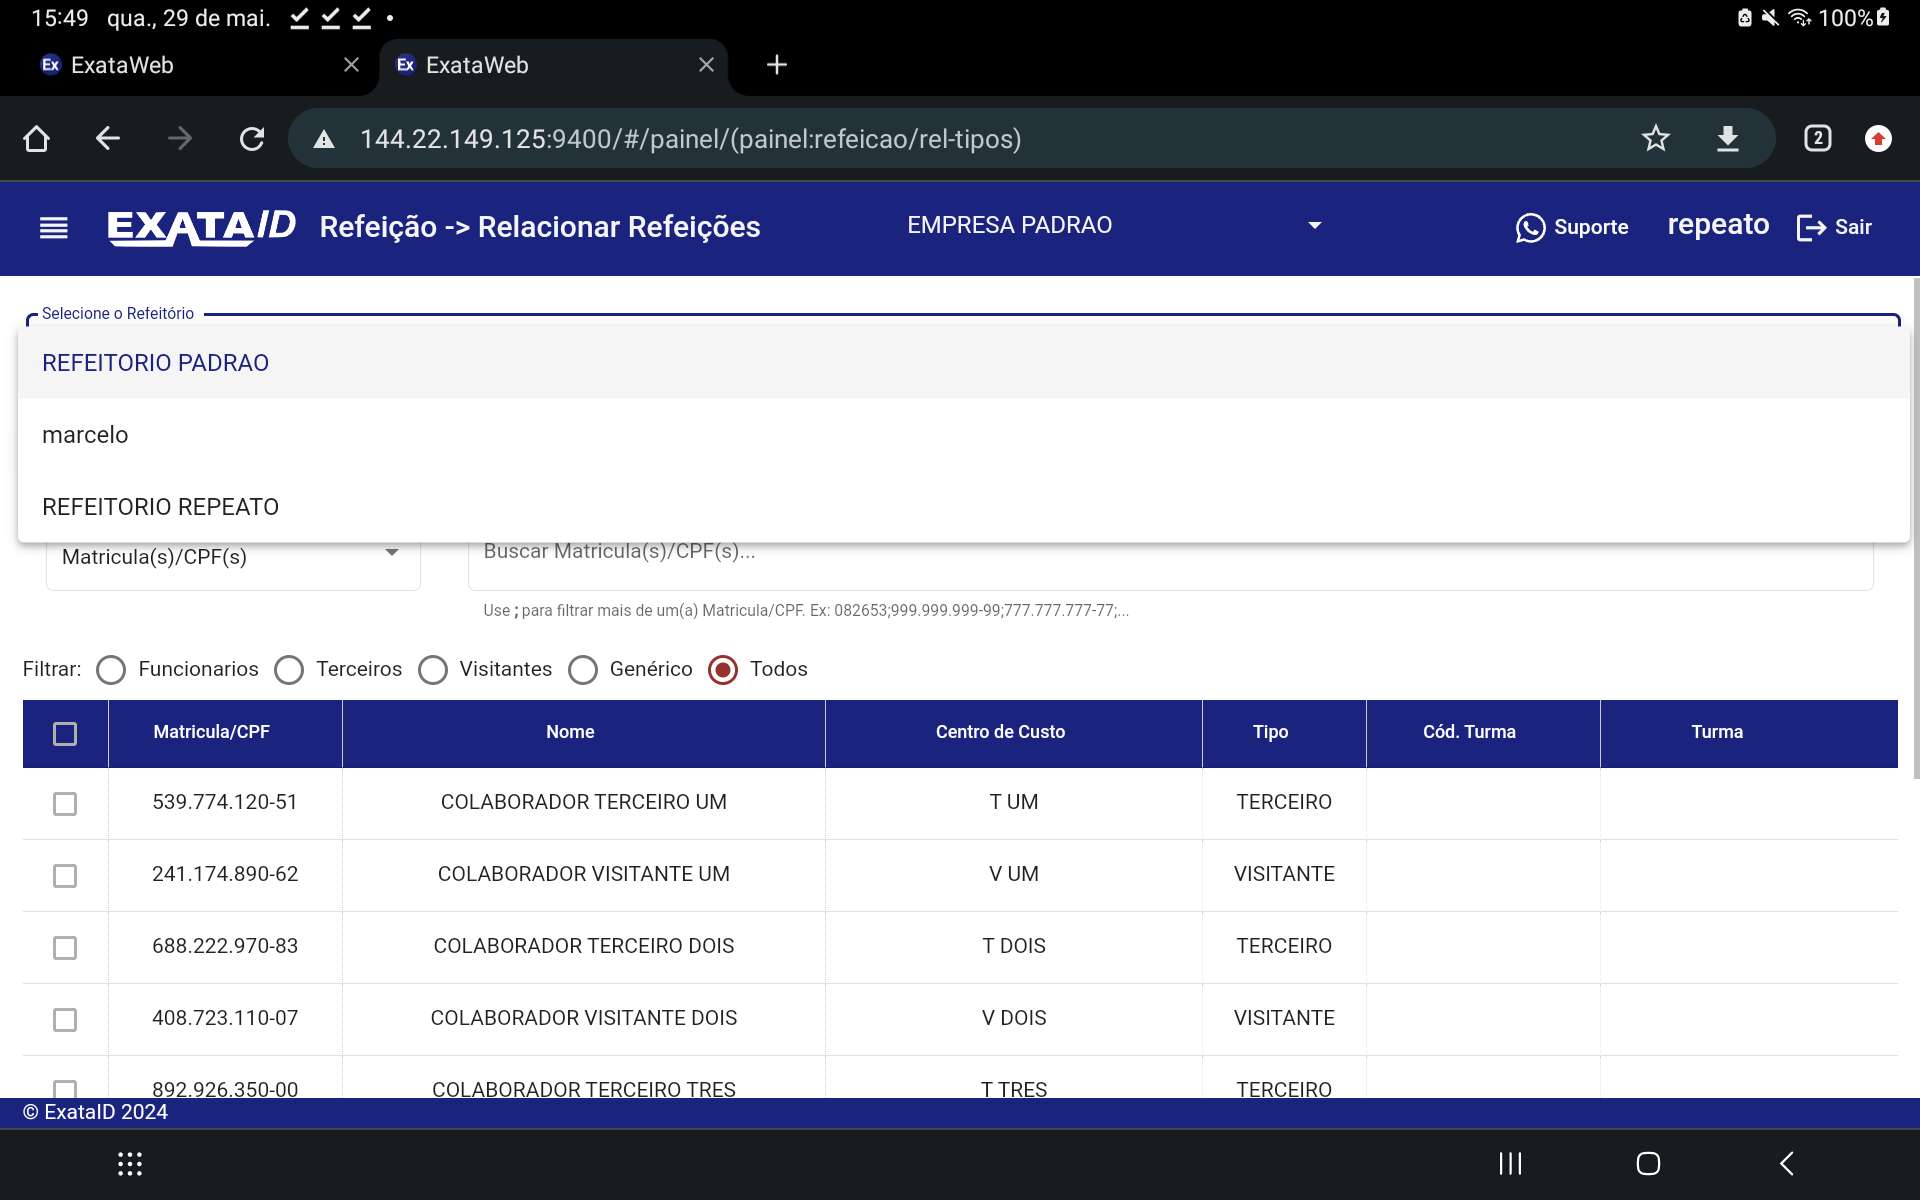 15:49 qua., 29 de mai.
100%
Ex ExataWeb
Ex ExataWeb
144.22.149.125:9400/#/painel/(painel:refeicao/rel-tipos)
2
EXATAID Refeição -> Relacionar Refeições EMPRESA PADRAO Suporte repeato Sair
Selecione o Refeitório
REFEITORIO PADRAO
marcelo
REFEITORIO REPEATO
Matricula(s)/CPF(s) Buscar Matricula(s)/CPF(s)...
Use ; para filtrar mais de um(a) Matricula/CPF. Ex: 082653;999.999.999-99;777.777.777-77;...
Filtrar: Funcionarios Terceiros Visitantes Genérico Todos
Matricula/CPF Nome Centro de Custo Tipo Cód. Turma Turma
539.774.120-51 COLABORADOR TERCEIRO UM T UM TERCEIRO
241.174.890-62 COLABORADOR VISITANTE UM V UM VISITANTE
688.222.970-83 COLABORADOR TERCEIRO DOIS T DOIS TERCEIRO
408.723.110-07 COLABORADOR VISITANTE DOIS V DOIS VISITANTE
892.926.350-00 COLABORADOR TERCEIRO TRES T TRES TERCEIRO
© ExataID 2024